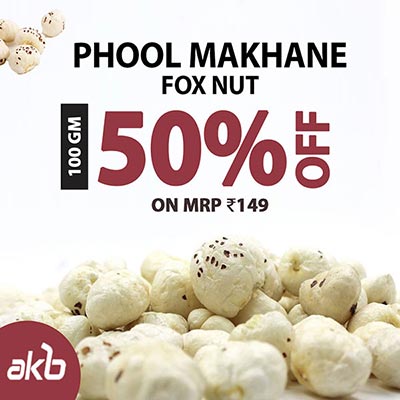 PHOOL MAKHANE
FOX NUT
100 GM
50% OFF
ON MRP ₹149
akb